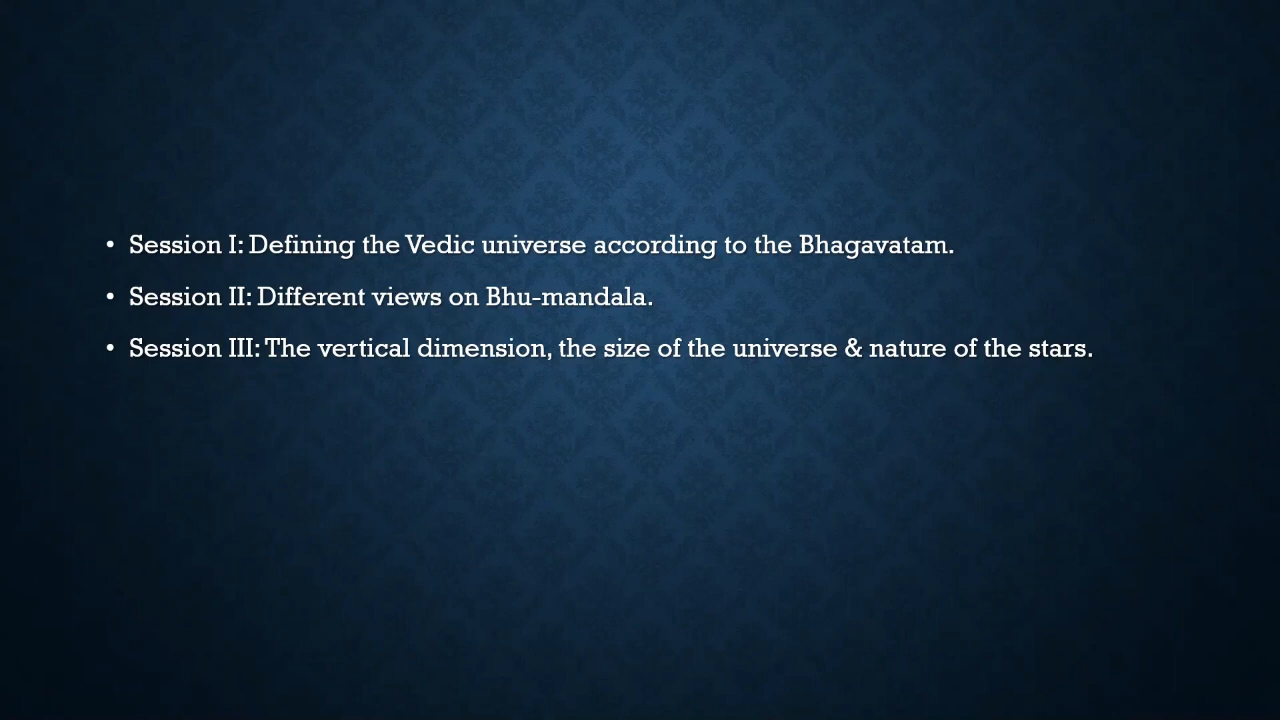 • Session I: Defining the Vedic universe according to the Bhagavatam.
• Session II: Different views on Bhu-mandala.
• Session III: The vertical dimension, the size of the universe & nature of the stars.